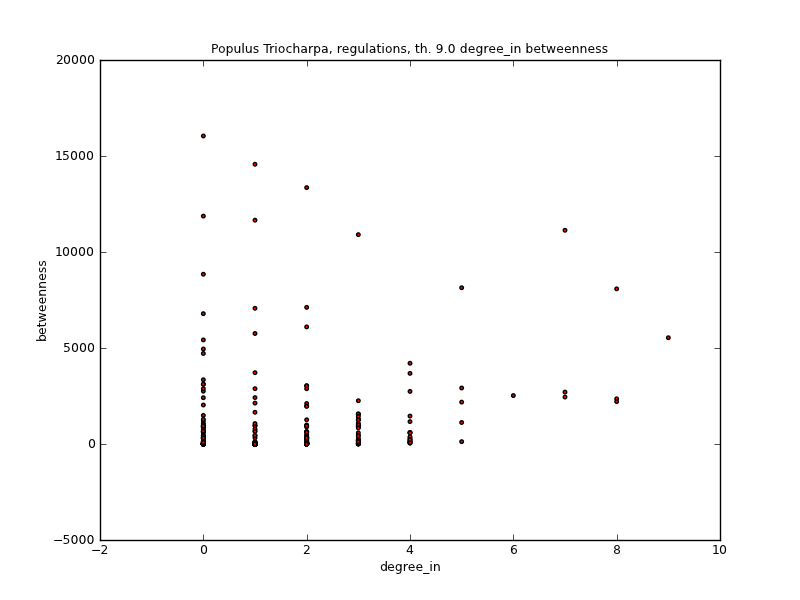 Populus Triocharpa, regulations, th. 9.0 degree_in betweenness
20000
15000
10000
5000
0
−5000
betweenness
−2 0 2 4 6 8 10
degree_in